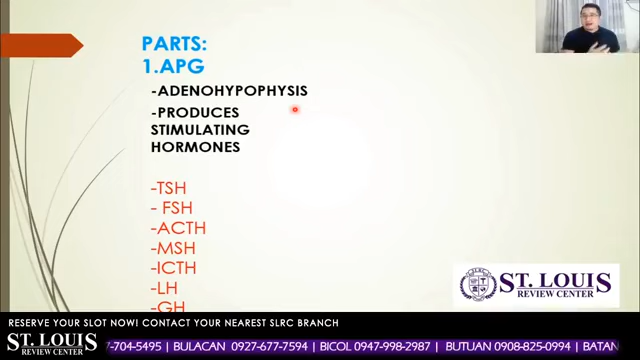 PARTS:
1.APG
-ADENOHYPOPHYSIS
-PRODUCES
STIMULATING
HORMONES
-TSH
- FSH
-ACTH
-MSH
-ICTH
-LH
-GH
ST. LOUIS
REVIEW CENTER
RESERVE YOUR SLOT NOW! CONTACT YOUR NEAREST SLRC BRANCH
ST. LOUIS
REVIEW CENTER
7-704-5495 | BULACAN 0927-677-7594 | BICOL 0947-998-2987 | BUTUAN 0908-825-0994 | BATAN